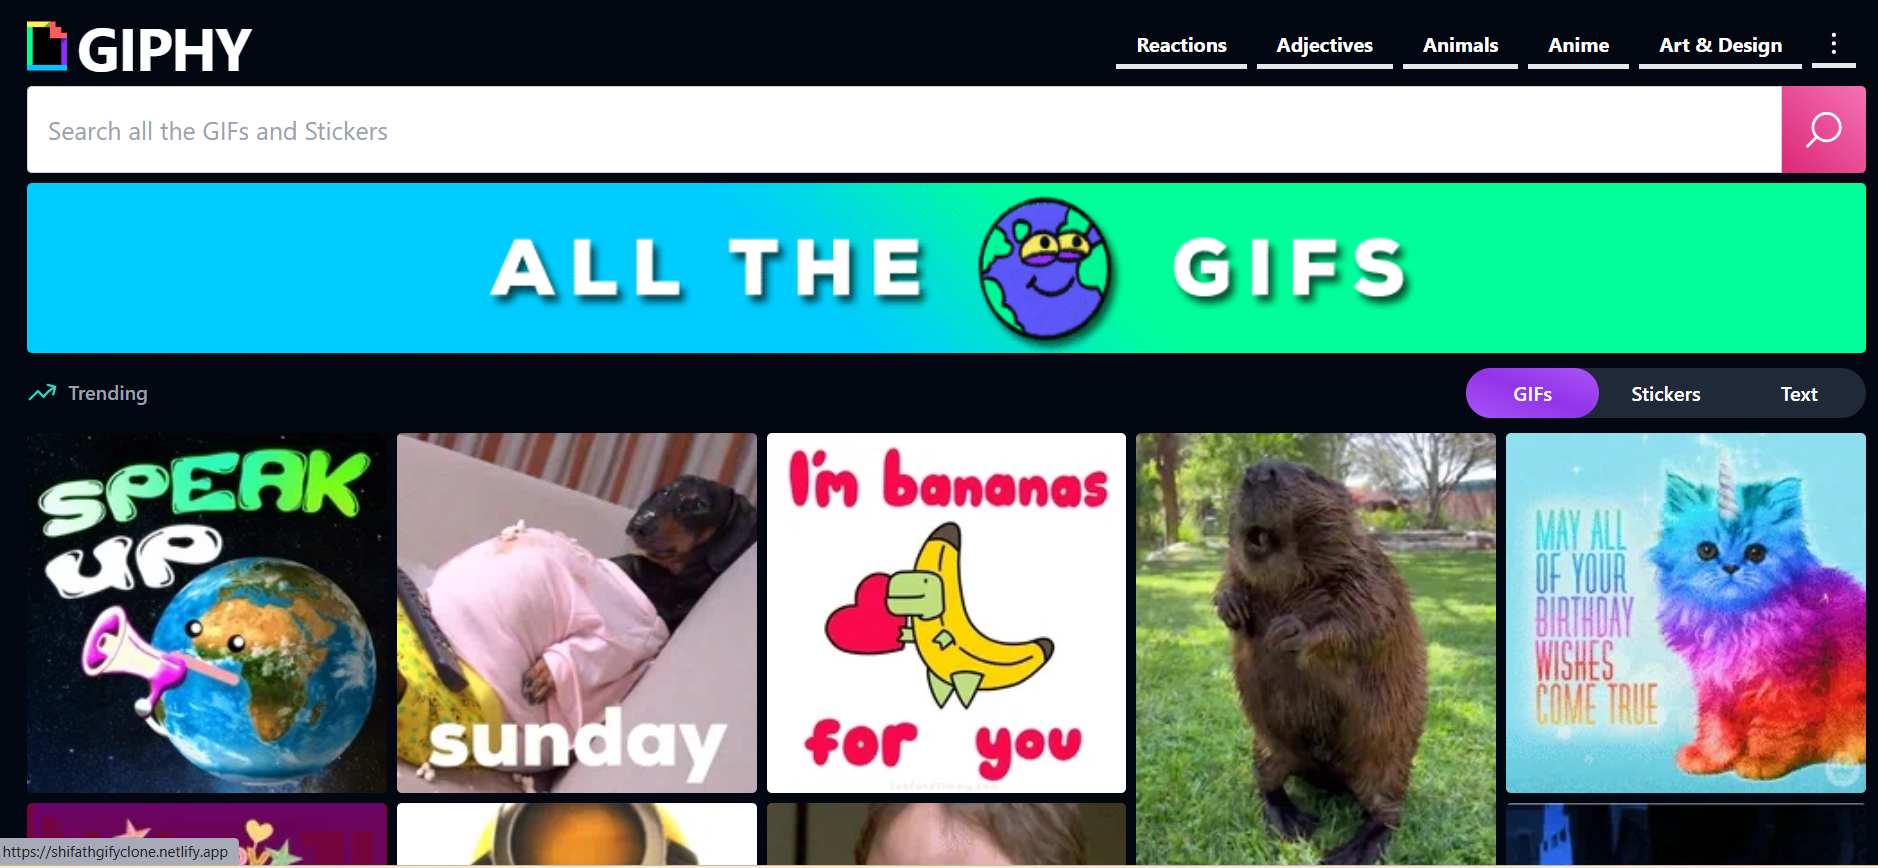 GIPHY
Reactions
Adjectives
Animals
Anime
Art & Design
Search all the GIFs and Stickers
ALL THE GIFS
Trending
GIFs
Stickers
Text
SPEAK
UP
sunday
I'm bananas
for you
MAY ALL
OF YOUR
BIRTHDAY
WISHES
COME TRUE
https://shifathgifyclone.netlify.app